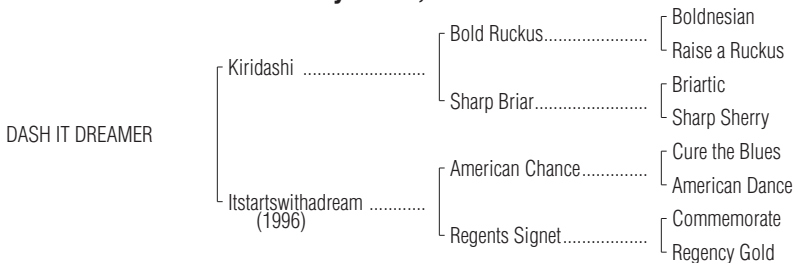 Boldnesian
Bold Ruckus......................
Raise a Ruckus
Kiridashi ..........................
Briartic
Sharp Briar........................
Sharp Sherry
DASH IT DREAMER
Cure the Blues
American Chance..............
American Dance
Itstartswithadream ............
(1996)
Commemorate
Regents Signet..................
Regency Gold